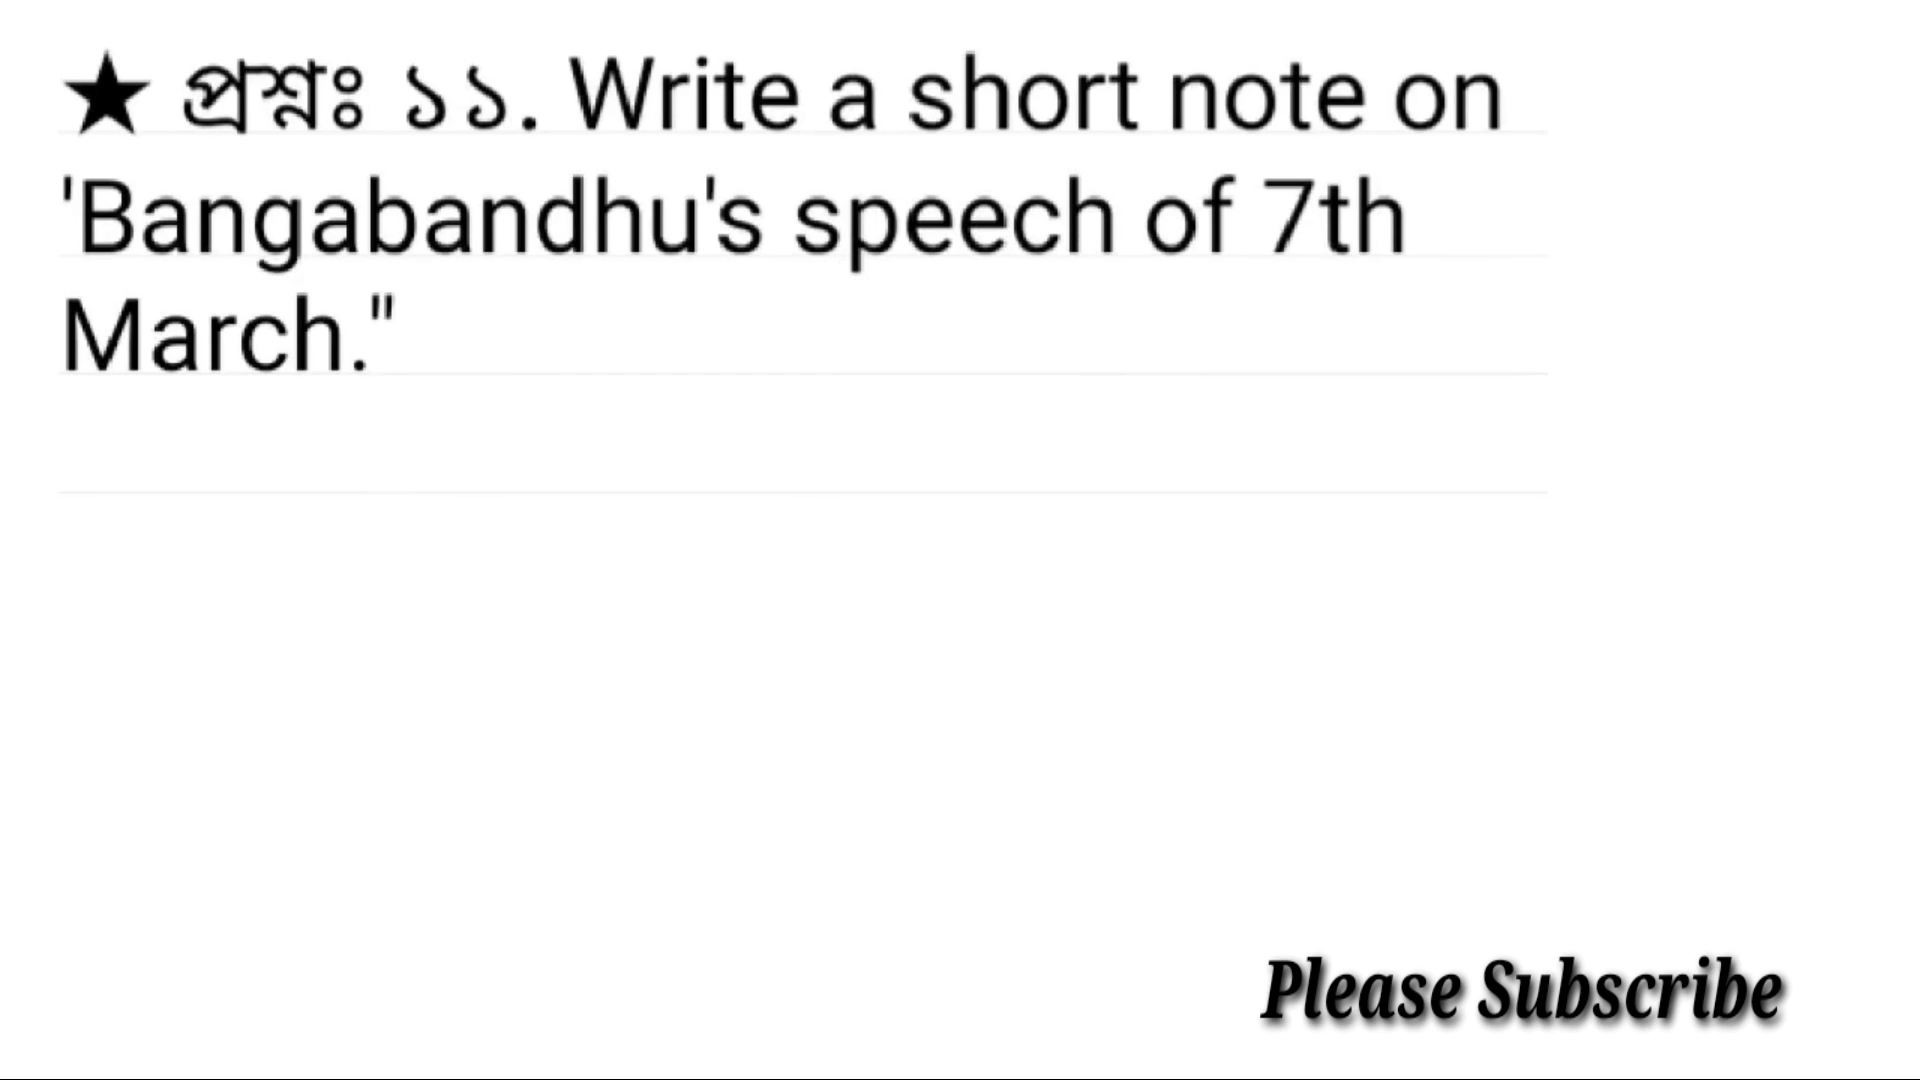 ★ প্রশ্নঃ ১১. Write a short note on
'Bangabandhu's speech of 7th
March."
Please Subscribe